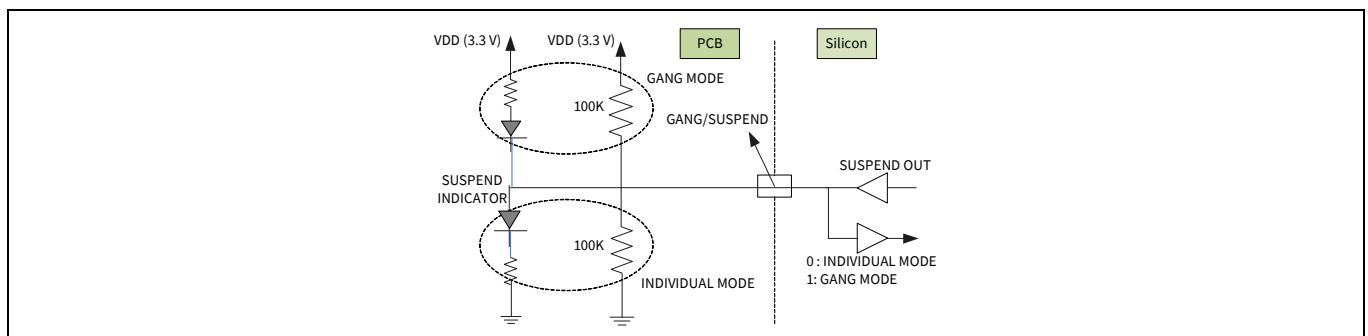 VDD (3.3 V)
VDD (3.3 V)
PCB
Silicon
GANG MODE
100K
GANG/SUSPEND
SUSPEND OUT
SUSPEND
INDICATOR
100K
INDIVIDUAL MODE
0 : INDIVIDUAL MODE
1: GANG MODE